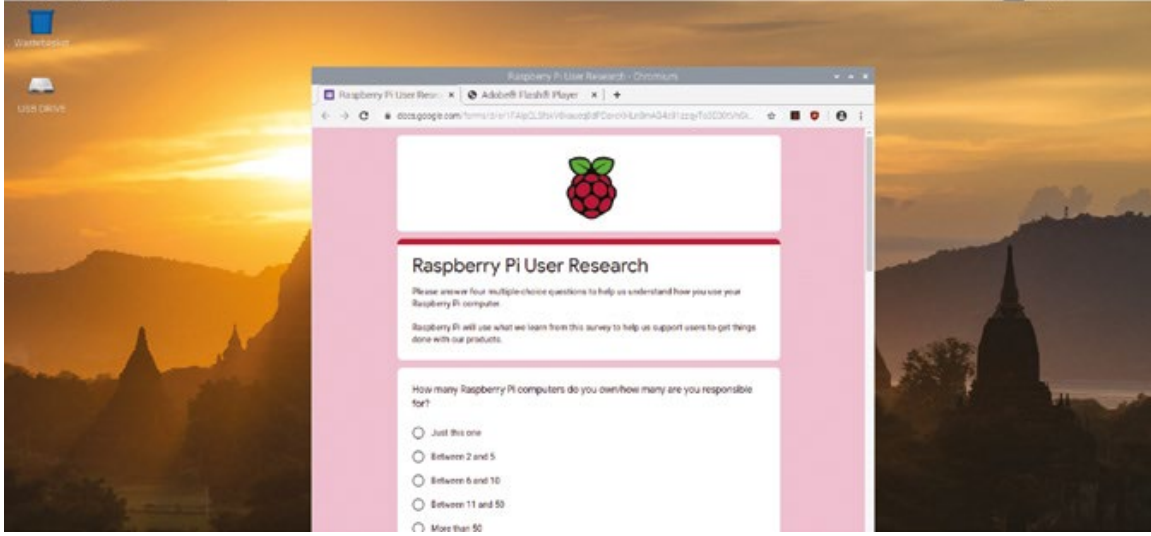 Wastebasket
USB DRIVE
Raspberry Pi User Research - Chromium
Raspberry Pi User Resea
Adobe® Flash® Player
docs.google.com/forms/d/e/
Raspberry Pi User Research
Please answer four multiple-choice questions to help us understand how you use your
Raspberry Pi computer.
Raspberry Pi will use what we learn from this survey to help us support users to get things
done with our products.
How many Raspberry Pi computers do you own/how many are you responsible
for?
Just this one
Between 2 and 5
Between 6 and 10
Between 11 and 50
More than 50